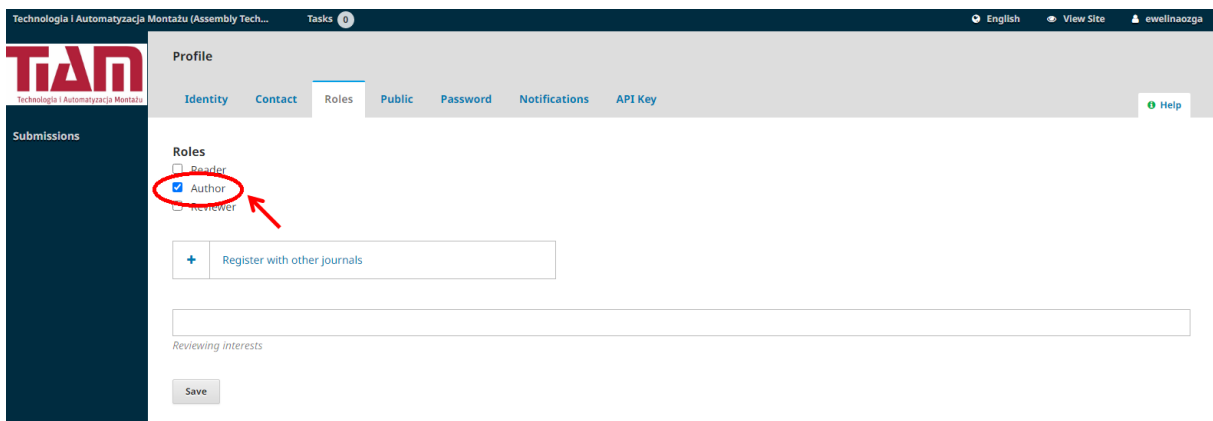 Technologia i Automatyzacja Montażu (Assembly Tech... Tasks 0 English View Site ewelinaozga
TiAM
Technologia i Automatyzacja Montażu
Submissions
Profile
Identity Contact Roles Public Password Notifications API Key
Help
Roles
Reader
Author
Reviewer
+ Register with other journals
Reviewing interests
Save